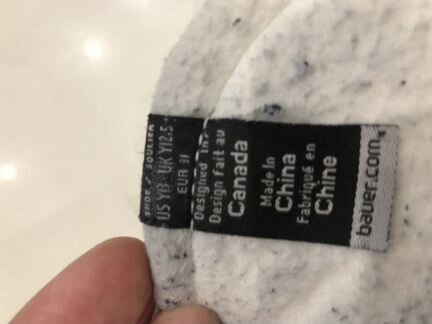 SHOE / SOULIER
US Y13 UK Y12.5
EUR 31
Designed In /
Design fait au
Canada
Made In
China
Fabriqué en
Chine
bauer.com